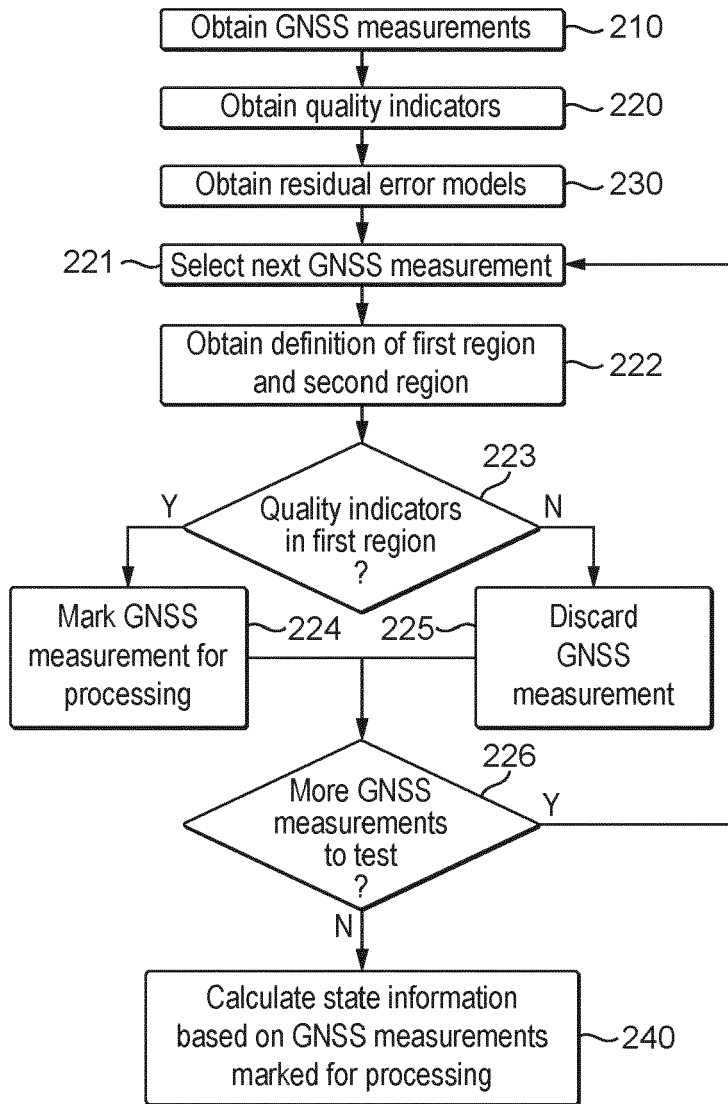 Obtain GNSS measurements 210
Obtain quality indicators 220
Obtain residual error models 230
221 Select next GNSS measurement
Obtain definition of first region
and second region 222
223
Y Quality indicators N
in first region
?
Mark GNSS
measurement for
processing
224
225
Discard
GNSS
measurement
226
More GNSS Y
measurements
to test
?
N
Calculate state information
based on GNSS measurements 240
marked for processing